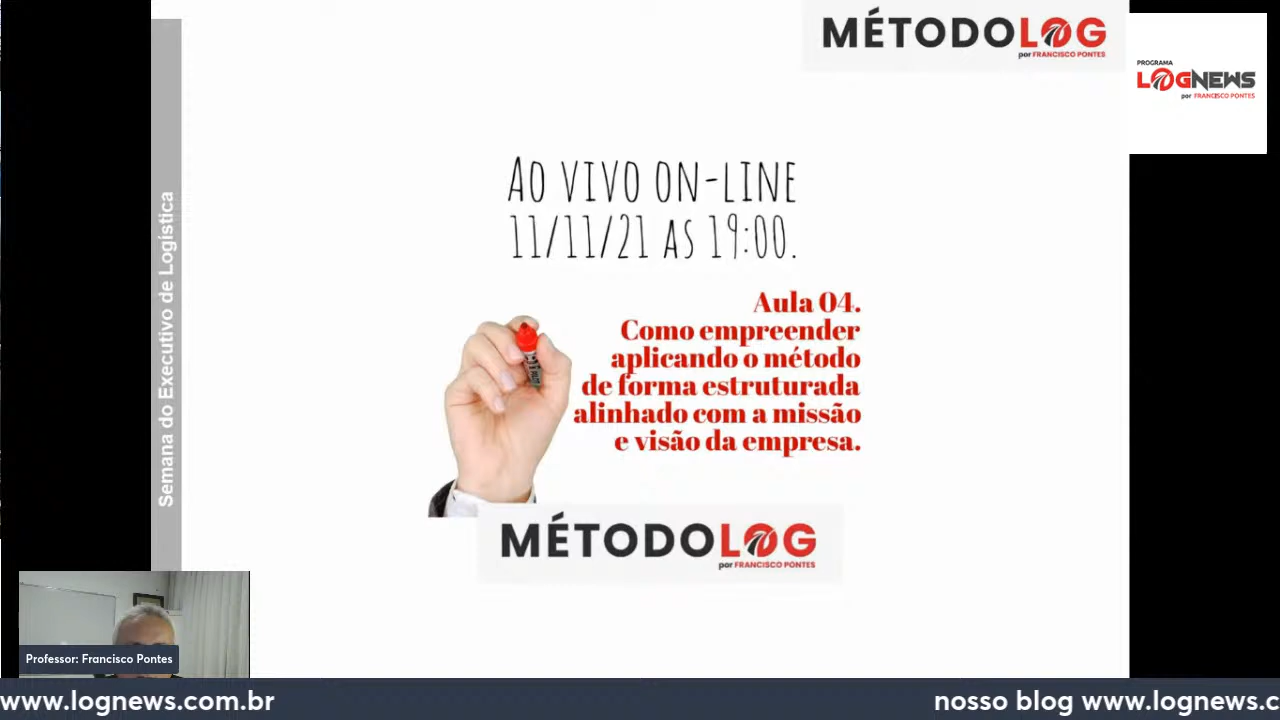 MÉTODOLOG
por FRANCISCO PONTES
PROGRAMA
LOGNEWS
por FRANCISCO PONTES
Semana do Executivo de Logística
AO VIVO ON-LINE
11/11/21 AS 19:00.
Aula 04.
Como empreender
aplicando o método
de forma estruturada
alinhado com a missão
e visão da empresa.
MÉTODOLOG
por FRANCISCO PONTES
Professor: Francisco Pontes
www.lognews.com.br
nosso blog www.lognews.c